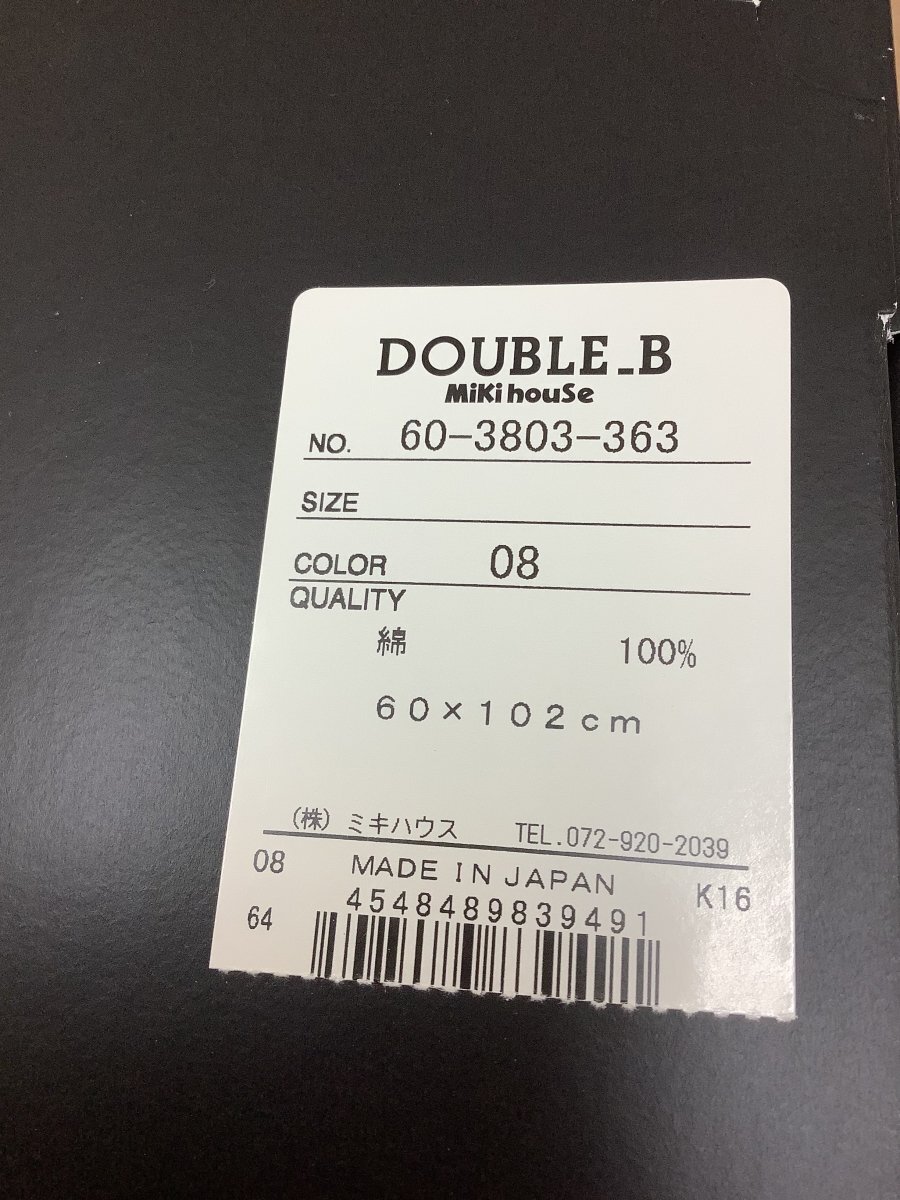 DOUBLE_B
MiKi houSe
NO. 60-3803-363
SIZE
COLOR 08
QUALITY
綿 100%
60×102cm
(株) ミキハウス TEL.072-920-2039
08 MADE IN JAPAN K16
64 4548489839491